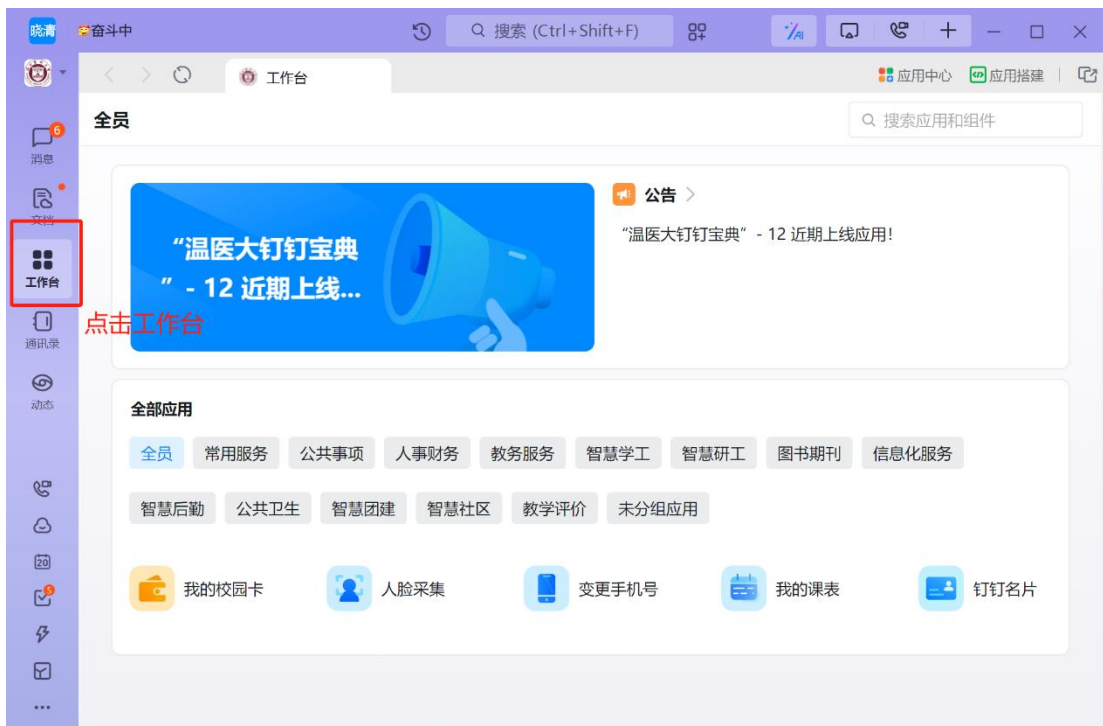 晓青
奋斗中
搜索 (Ctrl+Shift+F)
AI
工作台
应用中心
应用搭建
全员
搜索应用和组件
6
消息
文档
工作台
点击工作台
通讯录
动态
20
5
“温医大钉钉宝典
”- 12 近期上线...
公告
“温医大钉钉宝典”- 12 近期上线应用！
全部应用
全员 常用服务 公共事项 人事财务 教务服务 智慧学工 智慧研工 图书期刊 信息化服务
智慧后勤 公共卫生 智慧团建 智慧社区 教学评价 未分组应用
我的校园卡 人脸采集 变更手机号 我的课表 钉钉名片